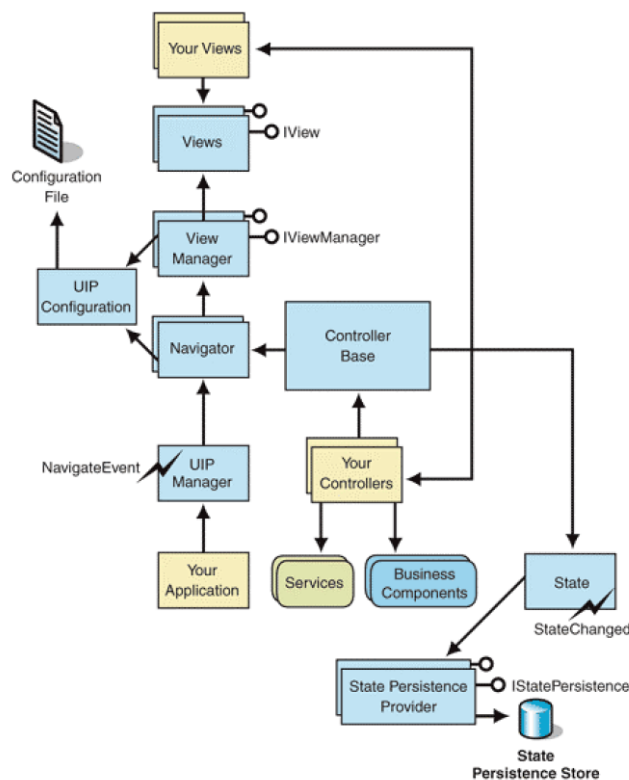 Your Views
IView
Views
Configuration
File
View
Manager
IViewManager
UIP
Configuration
Navigator
Controller
Base
NavigateEvent
UIP
Manager
Your
Controllers
Your
Application
Services
Business
Components
State
StateChanged
State Persistence
Provider
IStatePersistence
State
Persistence Store